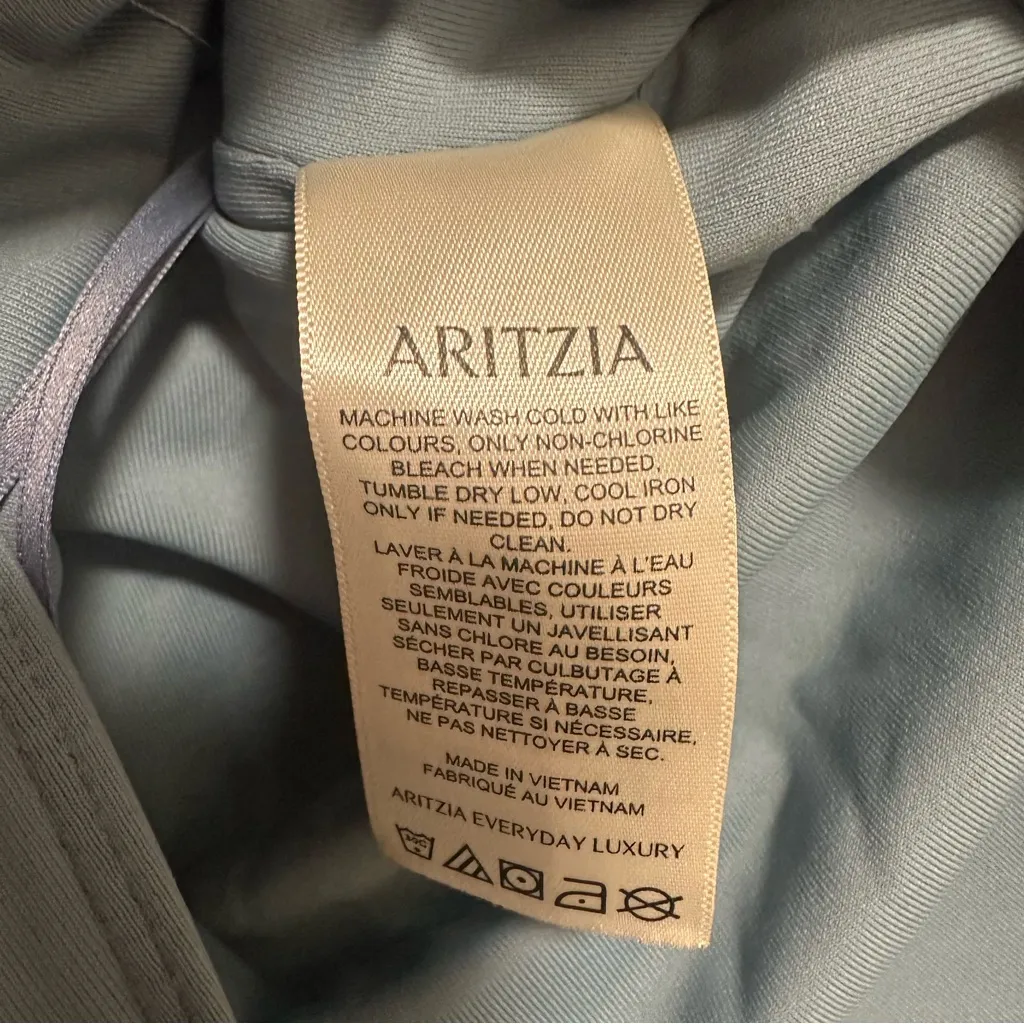 ARITZIA
MACHINE WASH COLD WITH LIKE
COLOURS, ONLY NON-CHLORINE
BLEACH WHEN NEEDED,
TUMBLE DRY LOW, COOL IRON
ONLY IF NEEDED, DO NOT DRY
CLEAN.
LAVER À LA MACHINE À L'EAU
FROIDE AVEC COULEURS
SEMBLABLES, UTILISER
SEULEMENT UN JAVELLISANT
SANS CHLORE AU BESOIN,
SÉCHER PAR CULBUTAGE À
BASSE TEMPÉRATURE,
REPASSER À BASSE
TEMPÉRATURE SI NÉCESSAIRE,
NE PAS NETTOYER À SEC.
MADE IN VIETNAM
FABRIQUÉ AU VIETNAM
ARITZIA EVERYDAY LUXURY
30C